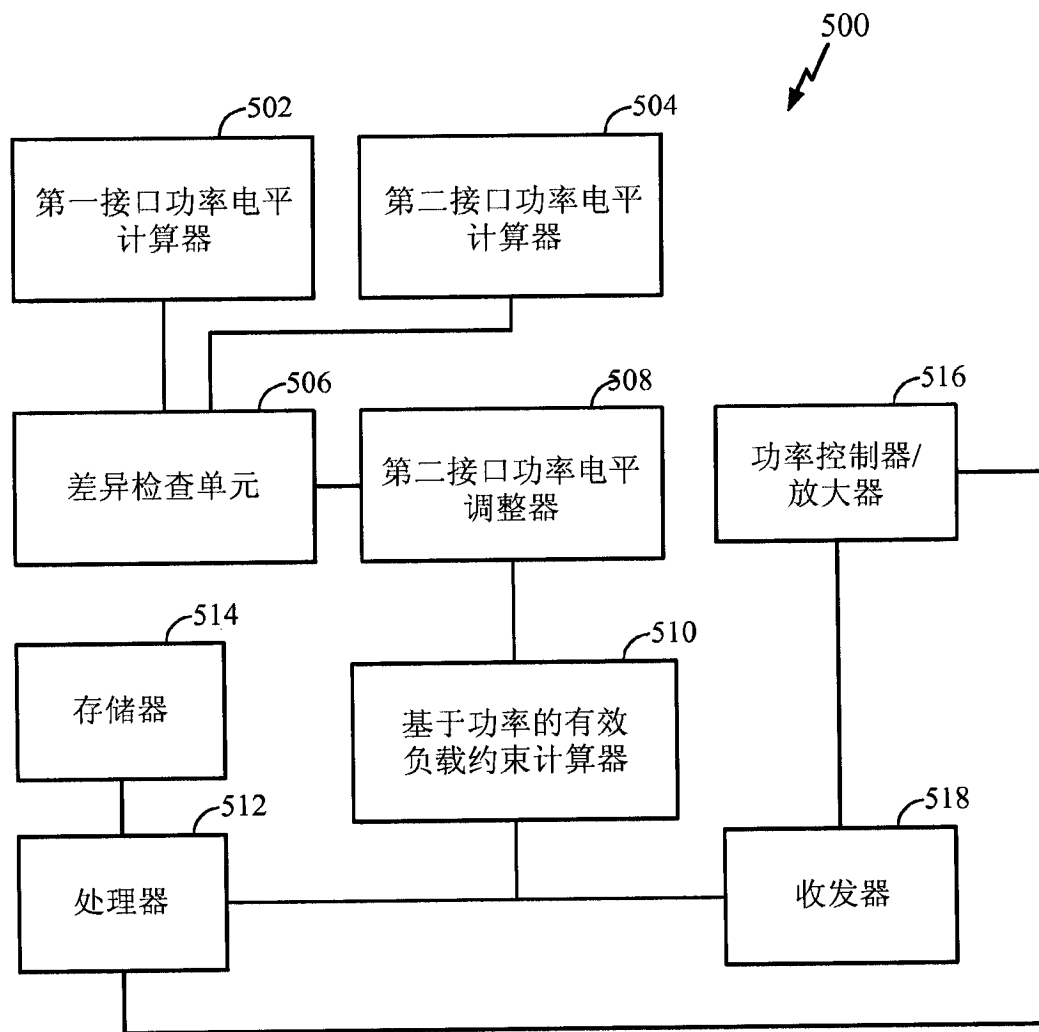 500
502
504
第一接口功率电平
计算器
第二接口功率电平
计算器
506
508
516
差异检查单元
第二接口功率电平
调整器
功率控制器/
放大器
514
510
存储器
基于功率的有效
负载约束计算器
512
518
处理器
收发器